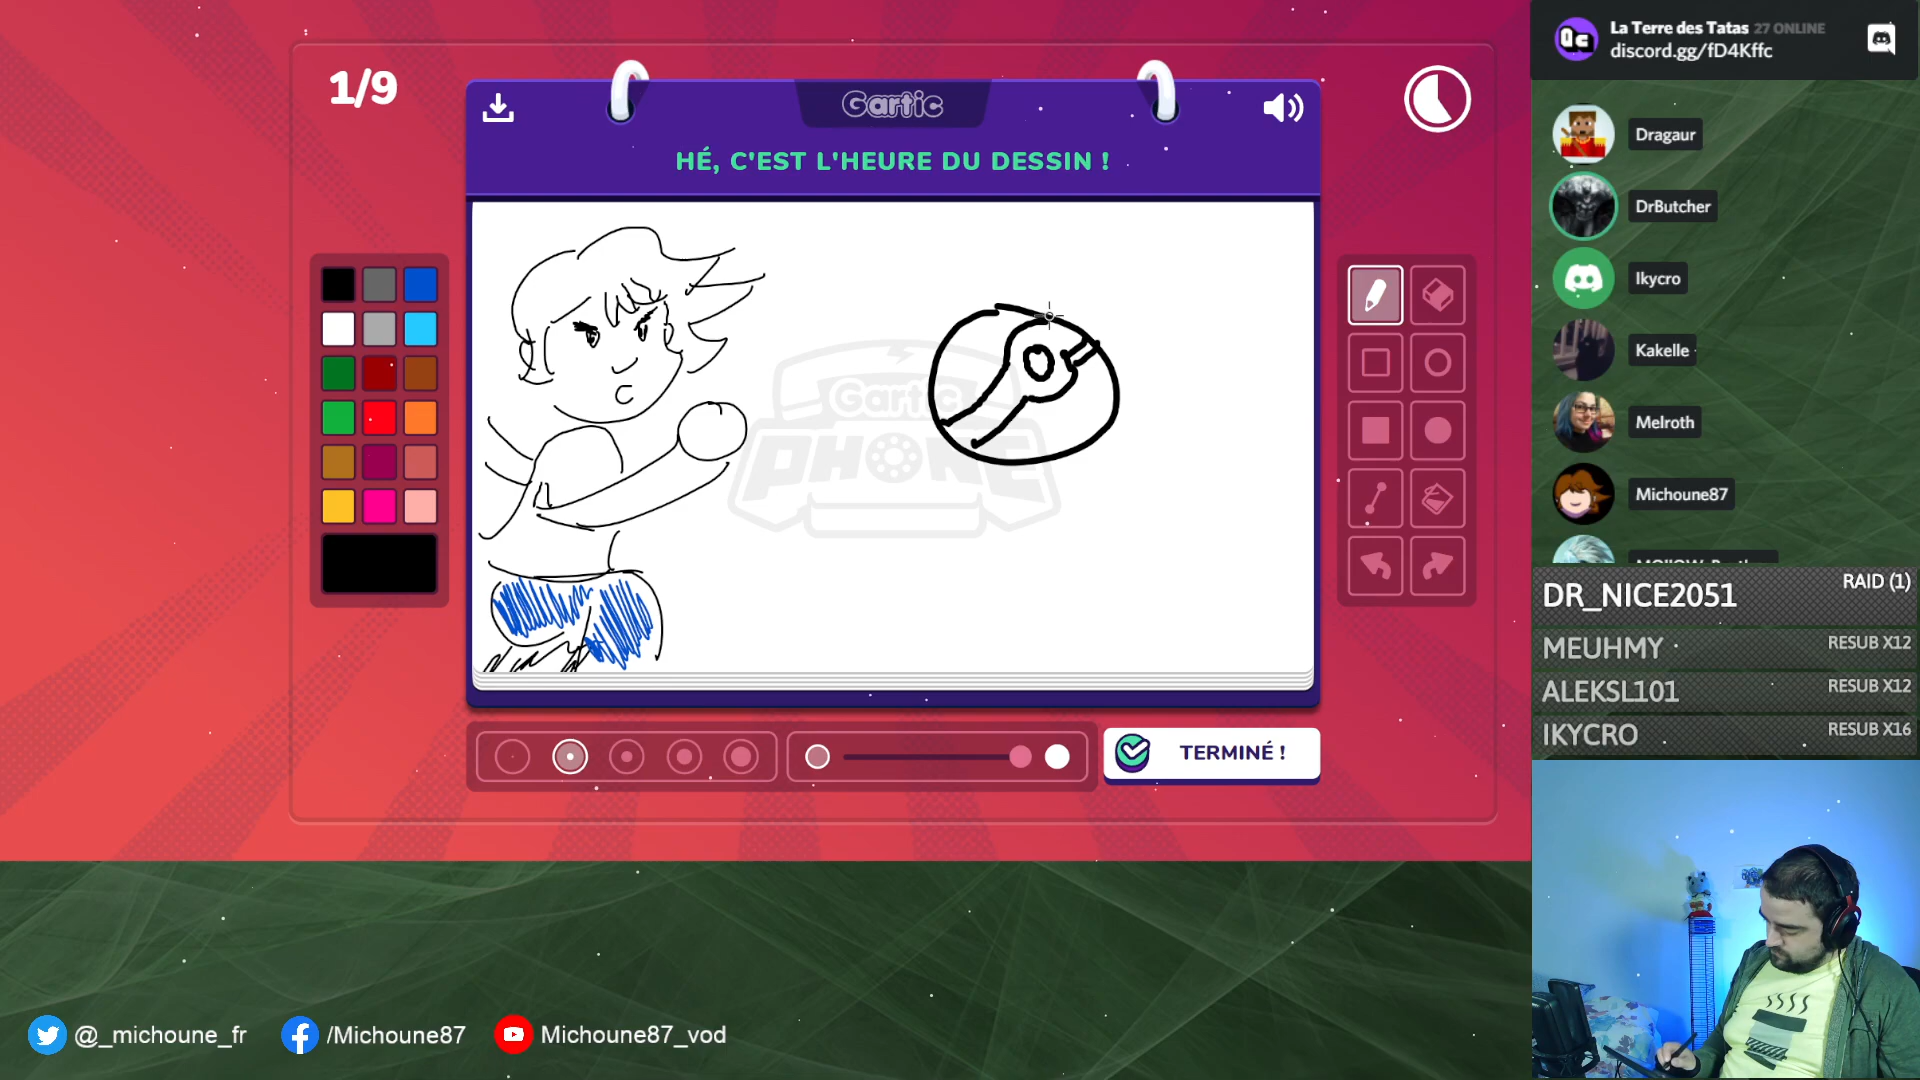 1/9
Gartic
HÉ, C'EST L'HEURE DU DESSIN !
Gartic
PHONE
TERMINÉ !
La Terre des Tatas 27 ONLINE
discord.gg/fD4Kffc
Dragaur
DrButcher
Ikycro
Kakelle
Melroth
Michoune87
DR_NICE2051 RAID (1)
MEUHMY RESUB X12
ALEKSL101 RESUB X12
IKYCRO RESUB X16
@_michoune_fr
/Michoune87
Michoune87_vod